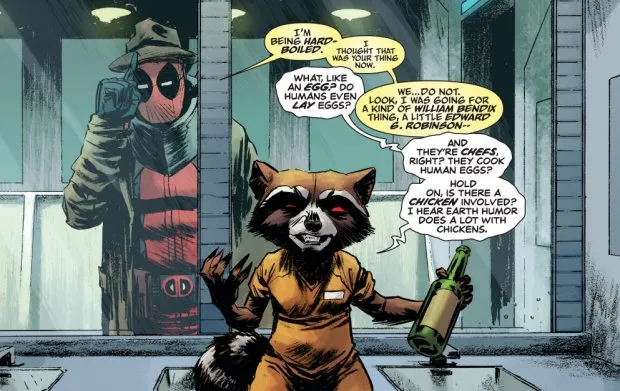 I'M
BEING HARD-
BOILED.
I
THOUGHT THAT
WAS YOUR THING
NOW.
WHAT, LIKE
AN EGG? DO
HUMANS EVEN
LAY EGGS?
WE...DO NOT.
LOOK, I WAS GOING FOR
A KIND OF WILLIAM BENDIX
THING, A LITTLE EDWARD
G. ROBINSON--
AND
THEY'RE CHEFS,
RIGHT? THEY COOK
HUMAN EGGS?
HOLD
ON, IS THERE A
CHICKEN INVOLVED?
I HEAR EARTH HUMOR
DOES A LOT WITH
CHICKENS.